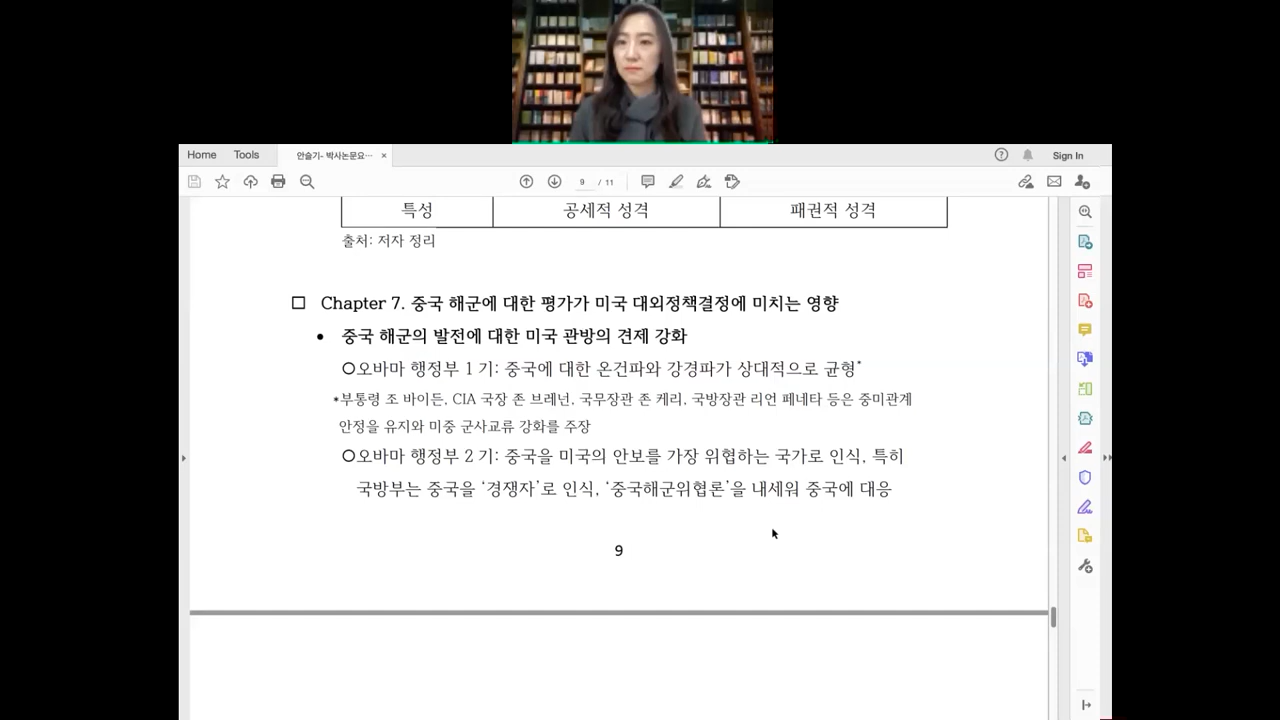 Home Tools 안슬기- 박사논문요… × Sign In
9 / 11
특성 공세적 성격 패권적 성격
출처: 저자 정리
□ Chapter 7. 중국 해군에 대한 평가가 미국 대외정책결정에 미치는 영향
• 중국 해군의 발전에 대한 미국 관방의 견제 강화
○오바마 행정부 1 기: 중국에 대한 온건파와 강경파가 상대적으로 균형*
*부통령 조 바이든, CIA 국장 존 브레넌, 국무장관 존 케리, 국방장관 리언 페네타 등은 중미관계
안정을 유지와 미중 군사교류 강화를 주장
○오바마 행정부 2 기: 중국을 미국의 안보를 가장 위협하는 국가로 인식, 특히
국방부는 중국을 ‘경쟁자’로 인식, ‘중국해군위협론’을 내세워 중국에 대응
9